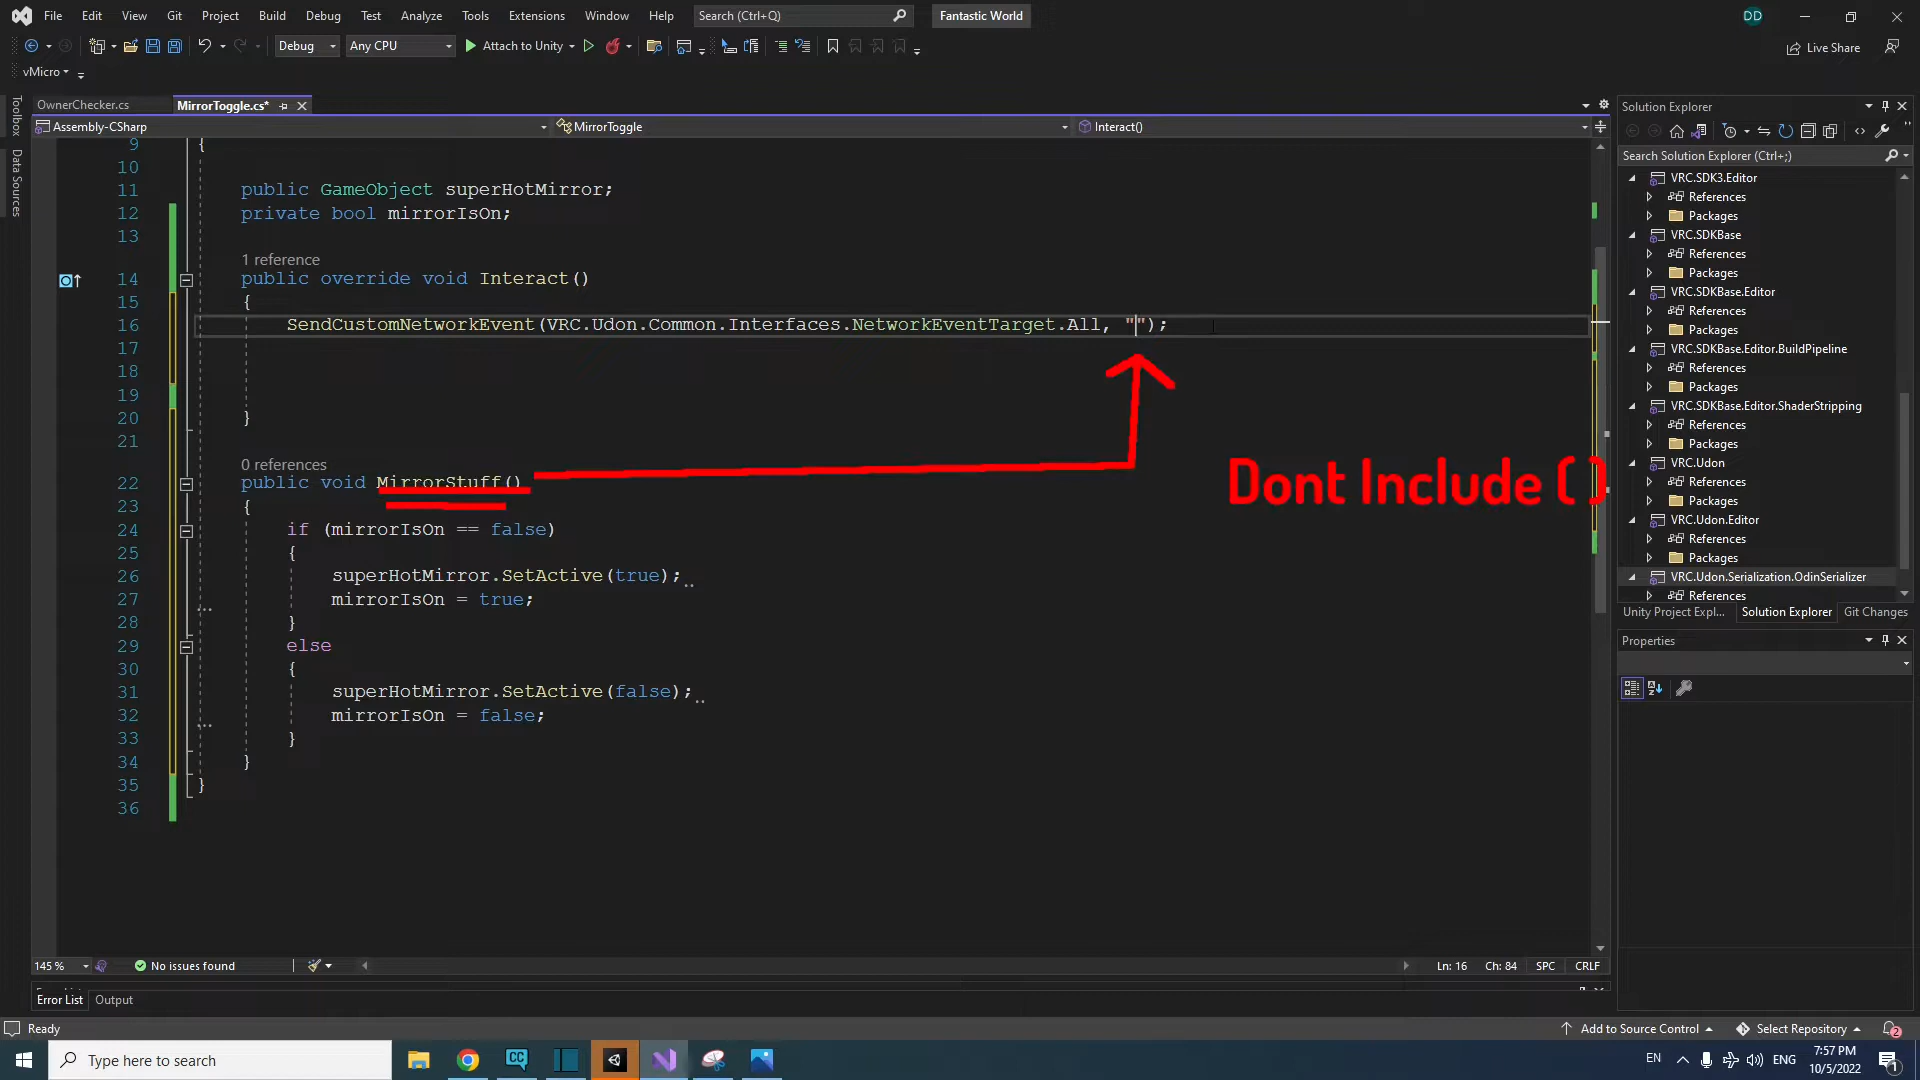 File Edit View Git Project Build Debug Test Analyze Tools Extensions Window Help Search (Ctrl+Q) Fantastic World DD
Debug Any CPU Attach to Unity Live Share
vMicro
Toolbox
Data Sources
OwnerChecker.cs MirrorToggle.cs*
Assembly-CSharp MirrorToggle Interact()
9 {
10
11 public GameObject superHotMirror;
12 private bool mirrorIsOn;
13
1 reference
14 public override void Interact()
15 {
16 SendCustomNetworkEvent(VRC.Udon.Common.Interfaces.NetworkEventTarget.All, "");
17
18
19
20 }
21
0 references
22 public void MirrorStuff()
23 {
24 if (mirrorIsOn == false)
25 {
26 superHotMirror.SetActive(true);
27 mirrorIsOn = true;
28 }
29 else
30 {
31 superHotMirror.SetActive(false);
32 mirrorIsOn = false;
33 }
34 }
35 }
36
Dont Include ( )
145 % No issues found Ln: 16 Ch: 84 SPC CRLF
Error List Output
Solution Explorer
Search Solution Explorer (Ctrl+;)
VRC.SDK3.Editor
References
Packages
VRC.SDKBase
References
Packages
VRC.SDKBase.Editor
References
Packages
VRC.SDKBase.Editor.BuildPipeline
References
Packages
VRC.SDKBase.Editor.ShaderStripping
References
Packages
VRC.Udon
References
Packages
VRC.Udon.Editor
References
Packages
VRC.Udon.Serialization.OdinSerializer
References
Unity Project Expl... Solution Explorer Git Changes
Properties
Ready Add to Source Control Select Repository 2
Type here to search CC EN ENG 7:57 PM
10/5/2022 1